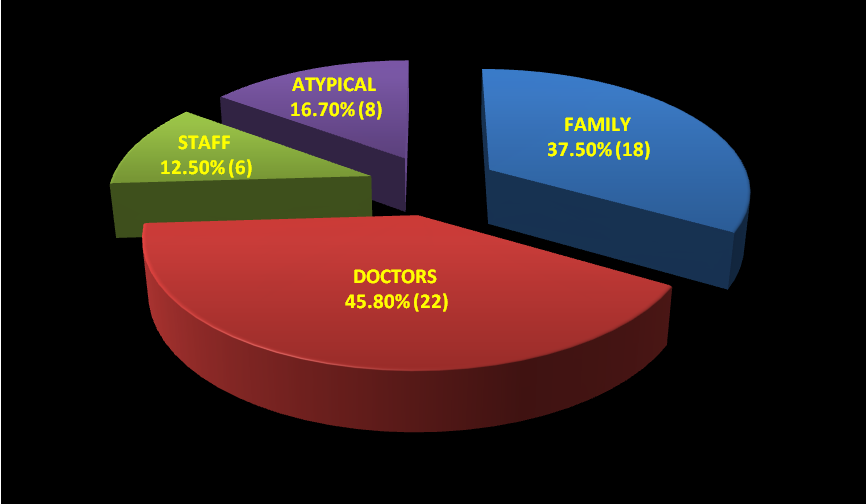 ATYPICAL
16.70% (8)
FAMILY
37.50% (18)
STAFF
12.50% (6)
DOCTORS
45.80% (22)